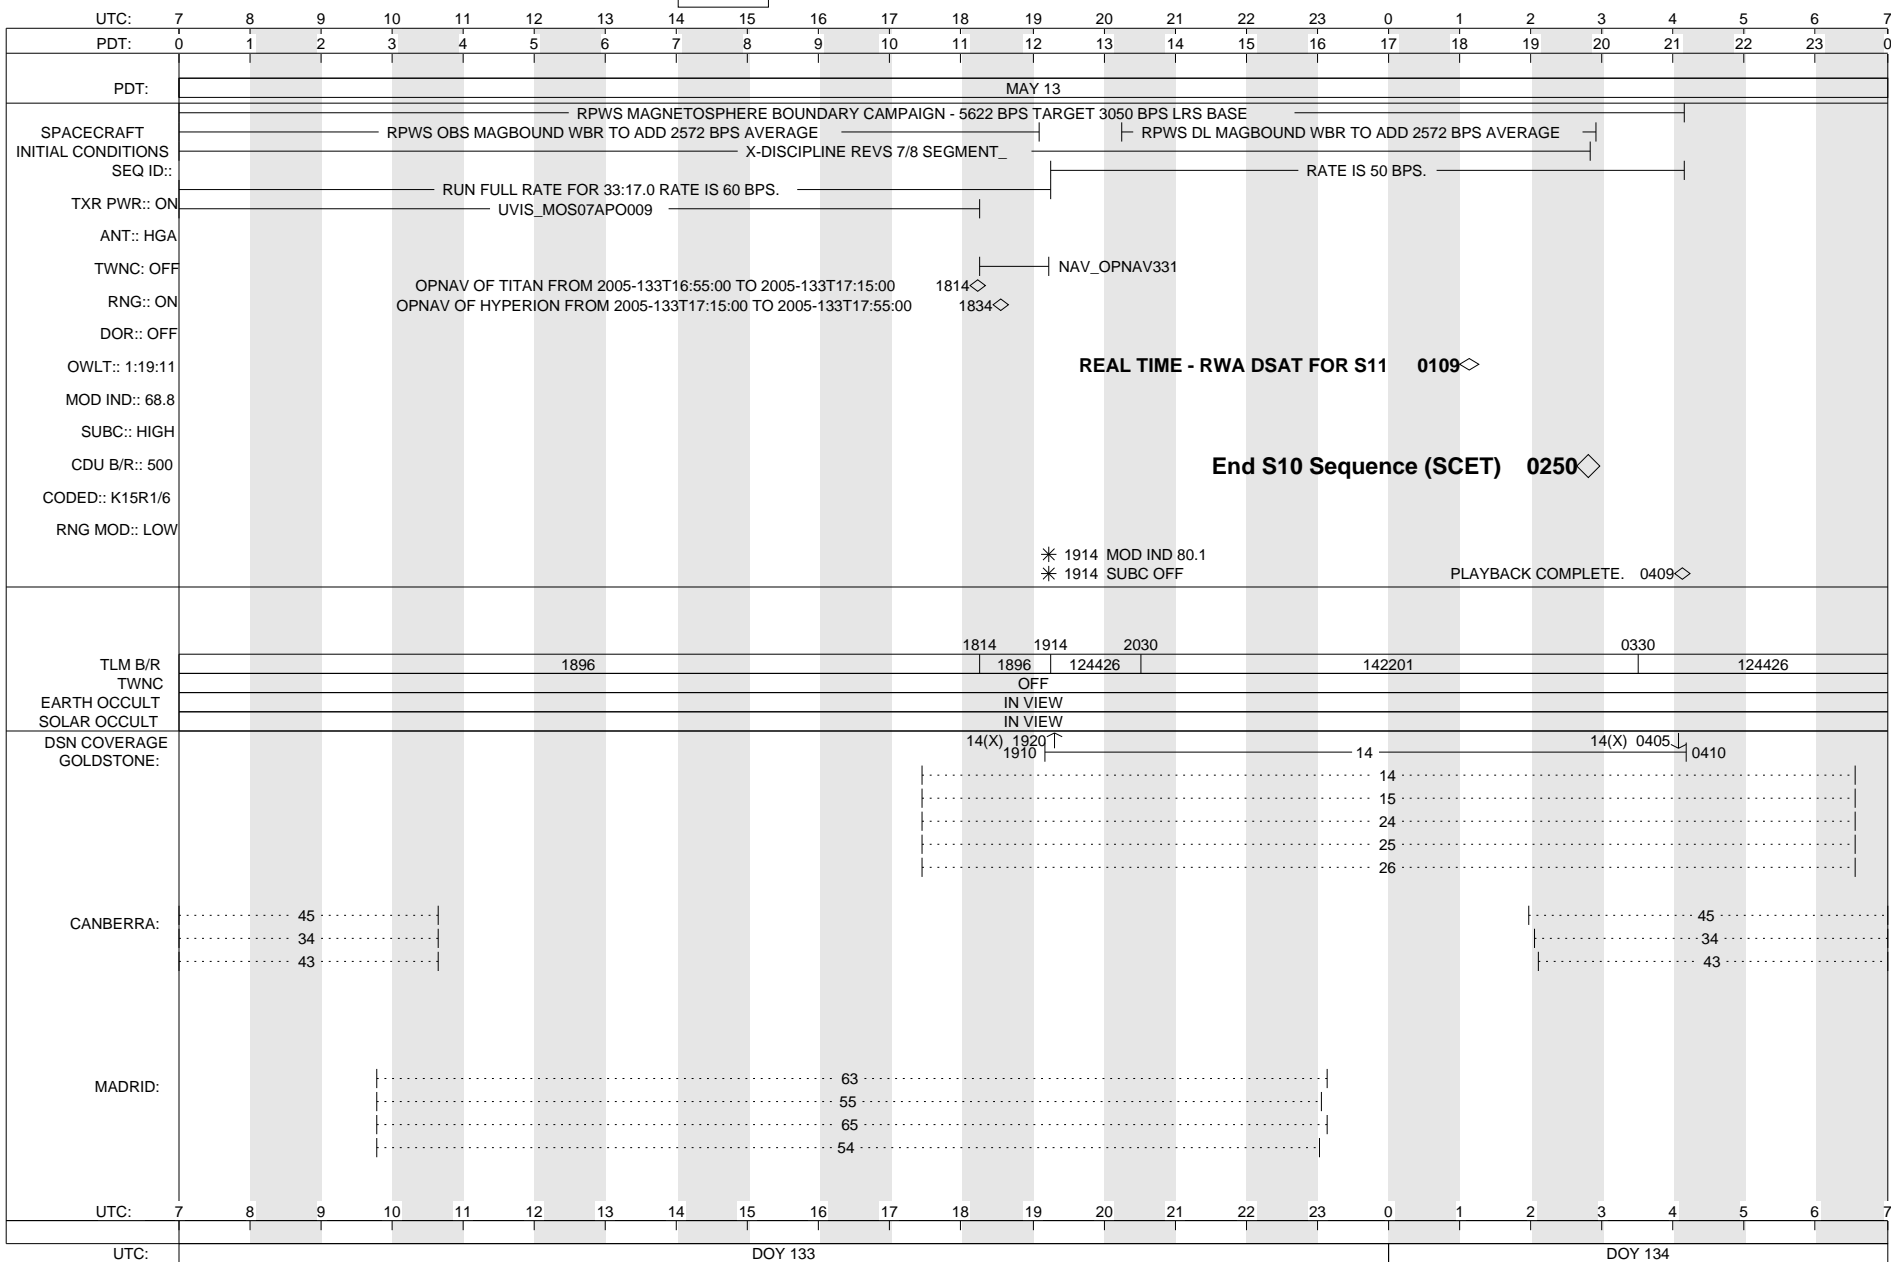 UTC: 7 8 9 10 11 12 13 14 15 16 17 18 19 20 21 22 23 0 1 2 3 4 5 6 7
PDT: 0 1 2 3 4 5 6 7 8 9 10 11 12 13 14 15 16 17 18 19 20 21 22 23 0
PDT: MAY 13
RPWS MAGNETOSPHERE BOUNDARY CAMPAIGN - 5622 BPS TARGET 3050 BPS LRS BASE
SPACECRAFT RPWS OBS MAGBOUND WBR TO ADD 2572 BPS AVERAGE RPWS DL MAGBOUND WBR TO ADD 2572 BPS AVERAGE
INITIAL CONDITIONS X-DISCIPLINE REVS 7/8 SEGMENT_
SEQ ID:: RATE IS 50 BPS.
RUN FULL RATE FOR 33:17.0 RATE IS 60 BPS.
TXR PWR:: ON UVIS_MOS07APO009
ANT:: HGA
TWNC: OFF NAV_OPNAV331
OPNAV OF TITAN FROM 2005-133T16:55:00 TO 2005-133T17:15:00 1814
RNG:: ON OPNAV OF HYPERION FROM 2005-133T17:15:00 TO 2005-133T17:55:00 1834
DOR:: OFF
OWLT:: 1:19:11 REAL TIME - RWA DSAT FOR S11 0109
MOD IND:: 68.8
SUBC:: HIGH
CDU B/R:: 500 End S10 Sequence (SCET) 0250
CODED:: K15R1/6
RNG MOD:: LOW
1914 MOD IND 80.1
1914 SUBC OFF PLAYBACK COMPLETE. 0409
1814 1914 2030 0330
TLM B/R 1896 1896 124426 142201 124426
TWNC OFF
EARTH OCCULT IN VIEW
SOLAR OCCULT IN VIEW
DSN COVERAGE 14(X) 1920 14(X) 0405
GOLDSTONE: 1910 14 0410
14
15
24
25
26
CANBERRA: 45 45
34 34
43 43
MADRID: 63
55
65
54
UTC: 7 8 9 10 11 12 13 14 15 16 17 18 19 20 21 22 23 0 1 2 3 4 5 6 7
UTC: DOY 133 DOY 134